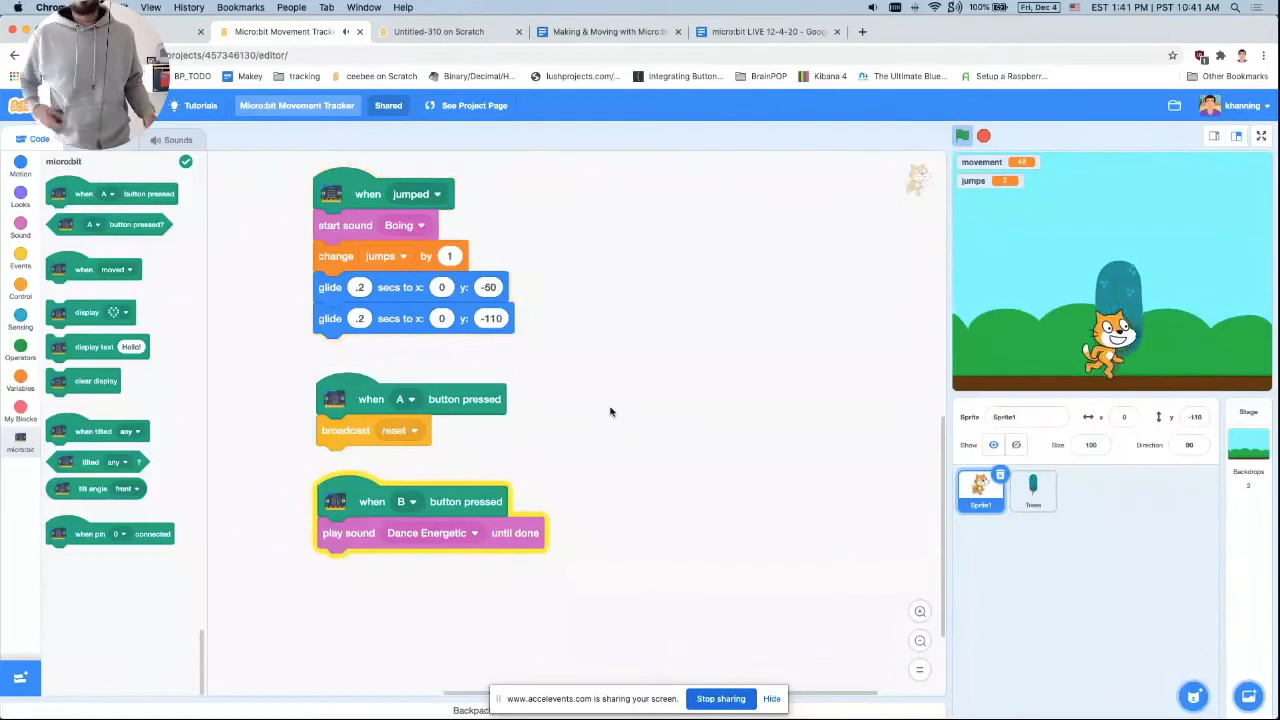 Chrome
View
History
Bookmarks
People
Tab
Window
Help
100%
Fri, Dec 4
EST 1:41 PM \ PST 10:41 AM
Micro:bit Movement Track
Untitled-310 on Scratch
Making & Moving with Micro:b
micro:bit LIVE 12-4-20 - Goog
rojects/457346130/editor/
BP_TODO
Makey
tracking
ceebee on Scratch
Binary/Decimal/H...
lushprojects.com/...
Integrating Button...
BrainPOP
Kibana 4
The Ultimate Blue...
Setup a Raspberr...
Other Bookmarks
Tutorials
Micro:bit Movement Tracker
Shared
See Project Page
khanning
Code
Sounds
Motion
Looks
Sound
Events
Control
Sensing
Operators
Variables
My Blocks
micro:bit
micro:bit
when A button pressed
A button pressed?
when moved
display
display text Hello!
clear display
when tilted any
tilted any ?
tilt angle front
when pin 0 connected
when jumped
start sound Boing
change jumps by 1
glide .2 secs to x: 0 y: -50
glide .2 secs to x: 0 y: -110
when A button pressed
broadcast reset
when B button pressed
play sound Dance Energetic until done
movement 48
jumps 2
Sprite Sprite1 x 0 y -110
Show Size 100 Direction 90
Sprite1
Trees
Stage
Backdrops
2
www.accelevents.com is sharing your screen. Stop sharing Hide
Backpac